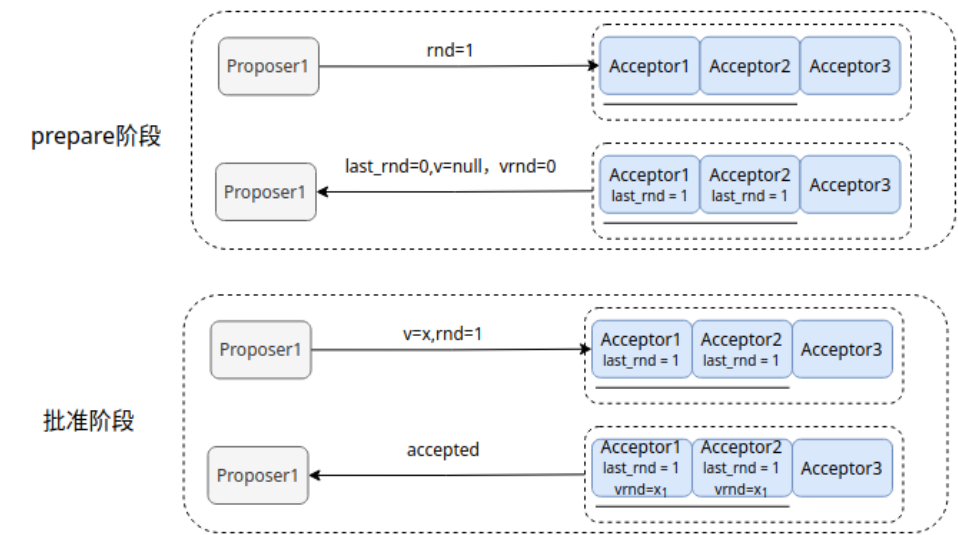 Proposer1
rnd=1
Acceptor1
Acceptor2
Acceptor3
prepare阶段
Proposer1
last_rnd=0,v=null，vrnd=0
Acceptor1
last_rnd = 1
Acceptor2
last_rnd = 1
Acceptor3
Proposer1
v=x,rnd=1
Acceptor1
last_rnd = 1
Acceptor2
last_rnd = 1
Acceptor3
批准阶段
Proposer1
accepted
Acceptor1
last_rnd = 1
vrnd=x₁
Acceptor2
last_rnd = 1
vrnd=x₁
Acceptor3